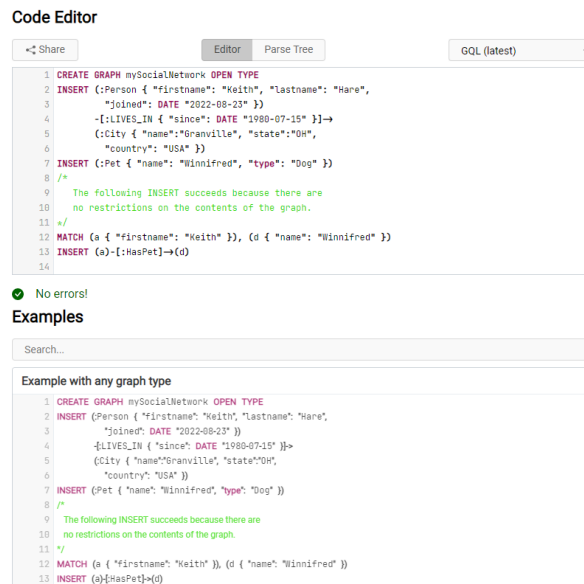 Code Editor
Share
Editor
Parse Tree
GQL (latest)
1 CREATE GRAPH mySocialNetwork OPEN TYPE
2 INSERT (:Person { "firstname": "Keith", "lastname": "Hare",
3 "joined": DATE "2022-08-23" })
4 -[:LIVES_IN { "since": DATE "1980-07-15" }]->
5 (:City { "name":"Granville", "state":"OH",
6 "country": "USA" })
7 INSERT (:Pet { "name": "Winnifred", "type": "Dog" })
8 /*
9 The following INSERT succeeds because there are
10 no restrictions on the contents of the graph.
11 */
12 MATCH (a { "firstname": "Keith" }), (d { "name": "Winnifred" })
13 INSERT (a)-[:HasPet]->(d)
14
No errors!
Examples
Search...
Example with any graph type
1 CREATE GRAPH mySocialNetwork OPEN TYPE
2 INSERT (:Person { "firstname": "Keith", "lastname": "Hare",
3 "joined": DATE "2022-08-23" })
4 -[:LIVES_IN { "since": DATE "1980-07-15" }]->
5 (:City { "name":"Granville", "state":"OH",
6 "country": "USA" })
7 INSERT (:Pet { "name": "Winnifred", "type": "Dog" })
8 /*
9 The following INSERT succeeds because there are
10 no restrictions on the contents of the graph.
11 */
12 MATCH (a { "firstname": "Keith" }), (d { "name": "Winnifred" })
13 INSERT (a)-[:HasPet]->(d)